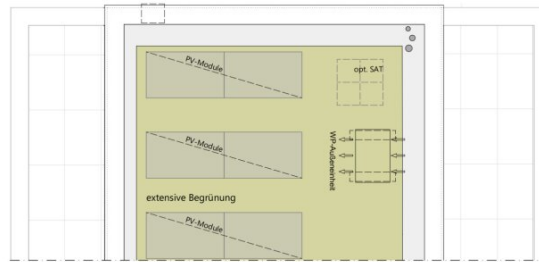 PV-Module
opt. SAT
PV-Module
WP-Außeneinheit
extensive Begrünung
PV-Module